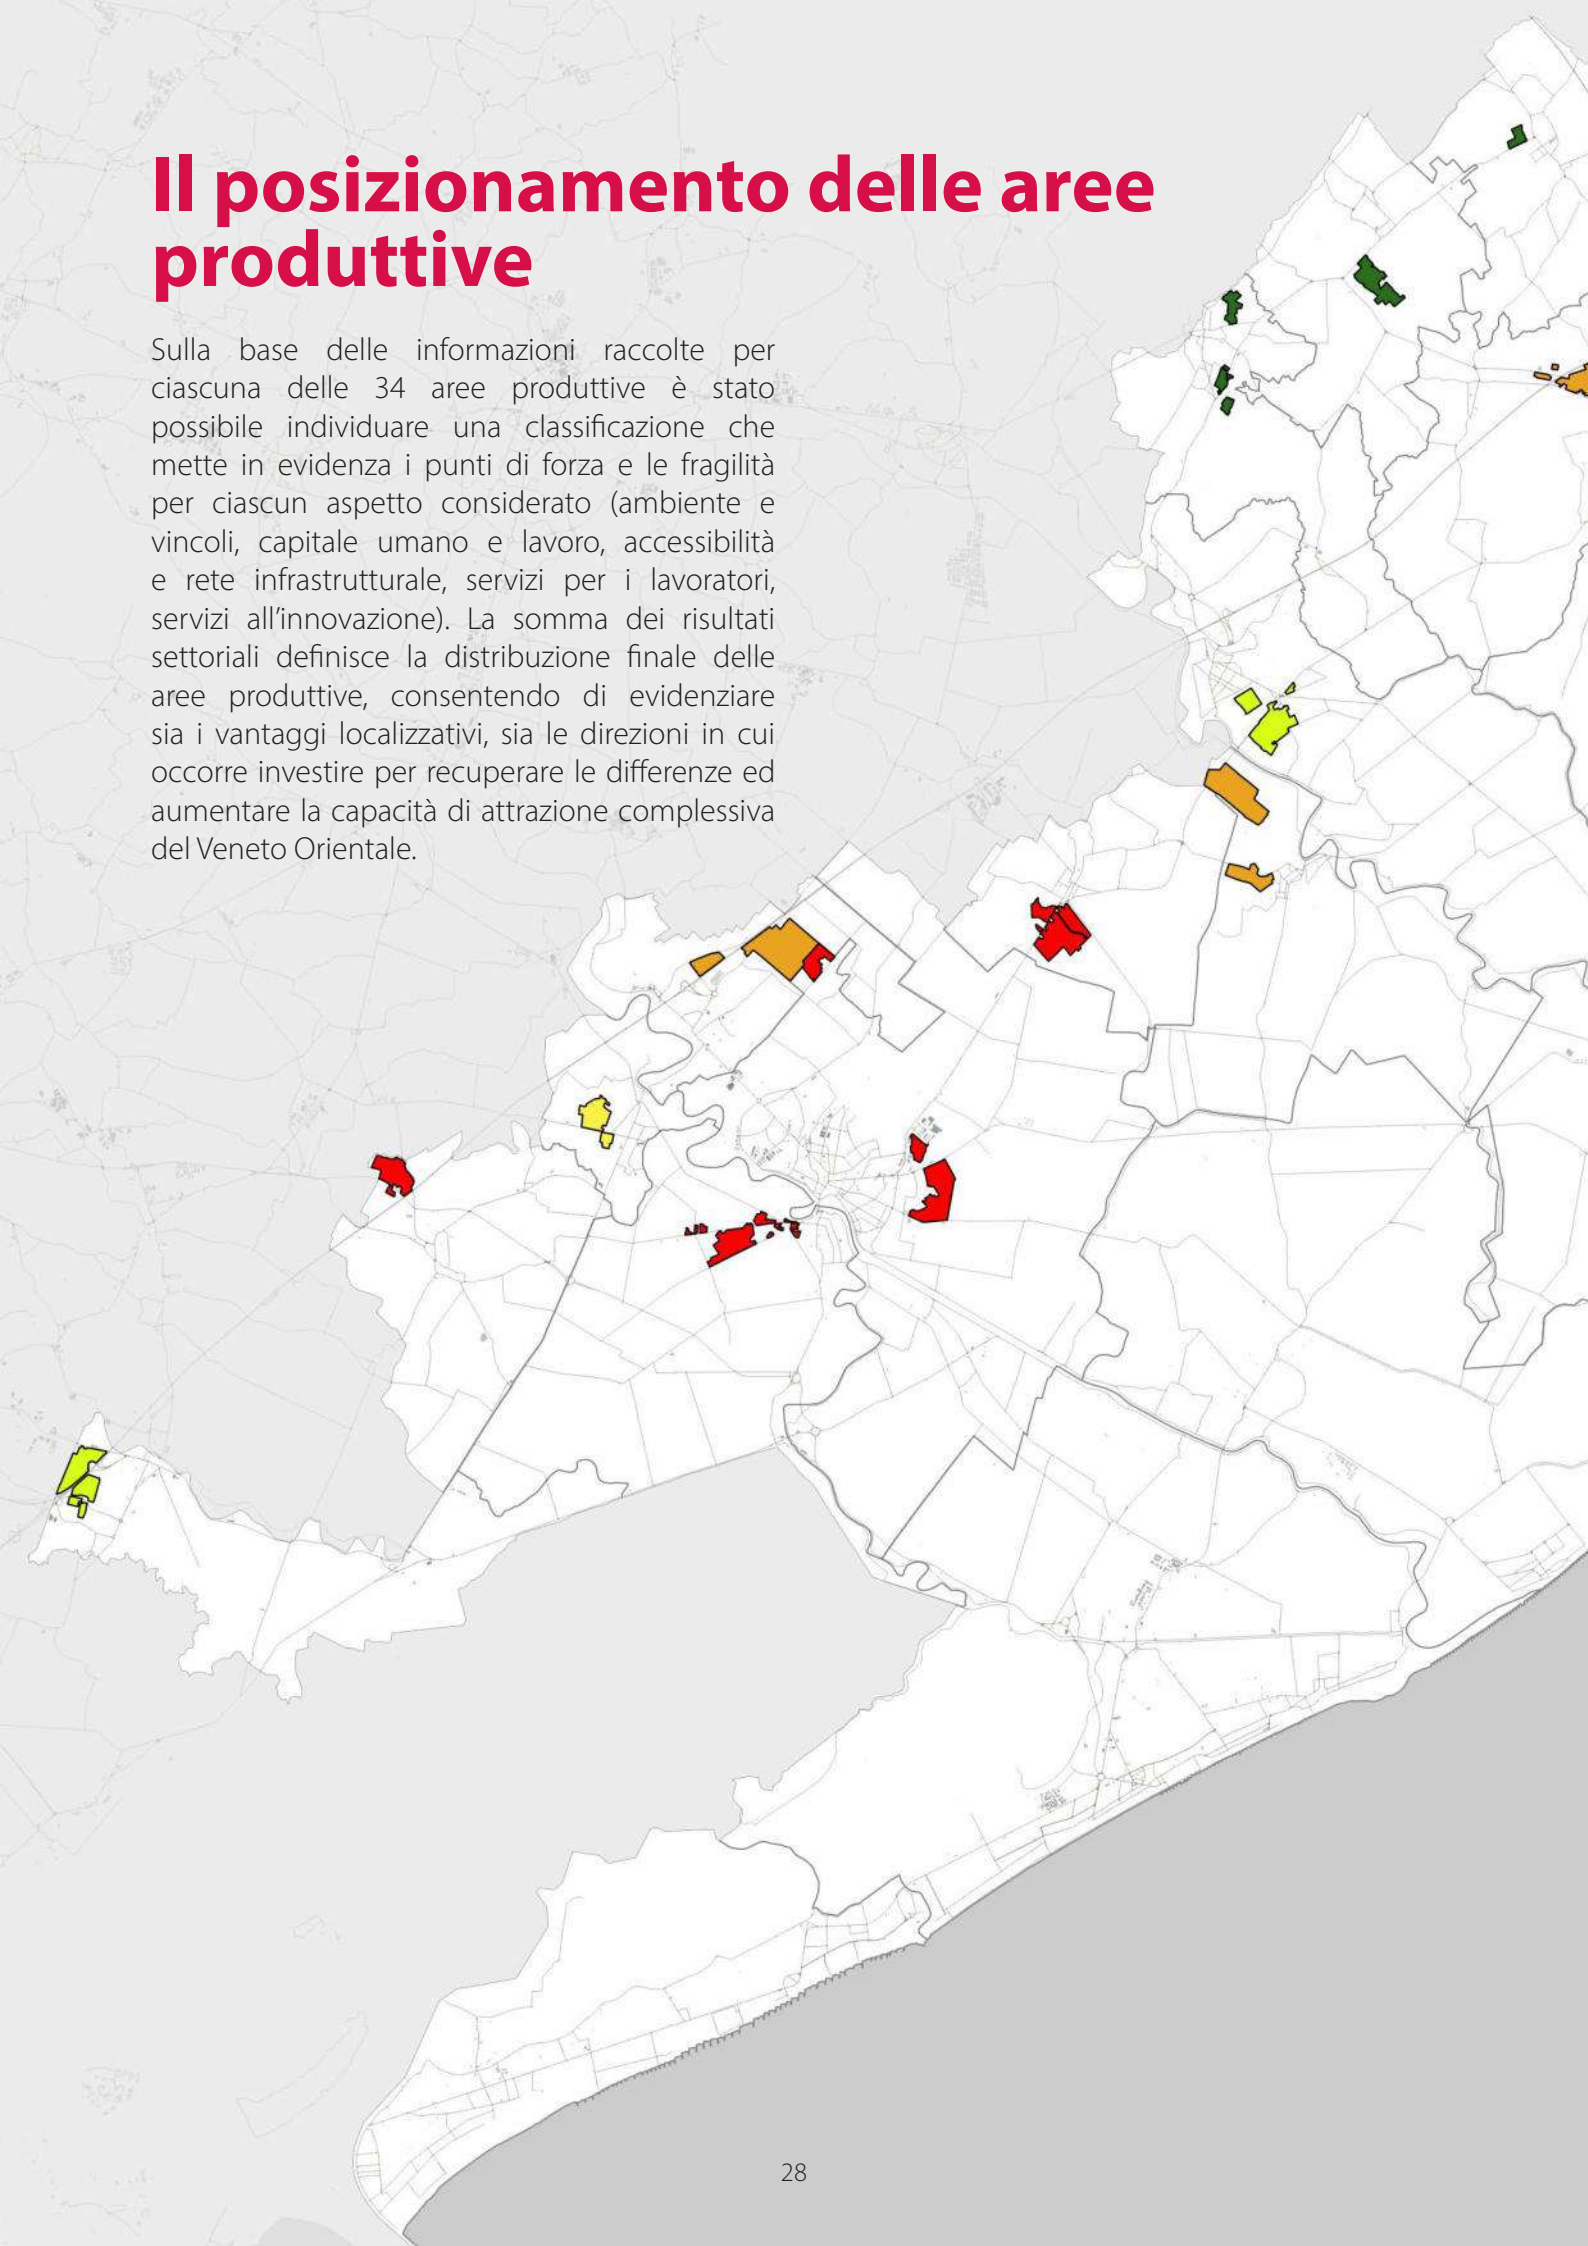 Il posizionamento delle aree
produttive
Sulla base delle informazioni raccolte per
ciascuna delle 34 aree produttive è stato
possibile individuare una classificazione che
mette in evidenza i punti di forza e le fragilità
per ciascun aspetto considerato (ambiente e
vincoli, capitale umano e lavoro, accessibilità
e rete infrastrutturale, servizi per i lavoratori,
servizi all’innovazione). La somma dei risultati
settoriali definisce la distribuzione finale delle
aree produttive, consentendo di evidenziare
sia i vantaggi localizzativi, sia le direzioni in cui
occorre investire per recuperare le differenze ed
aumentare la capacità di attrazione complessiva
del Veneto Orientale.
28